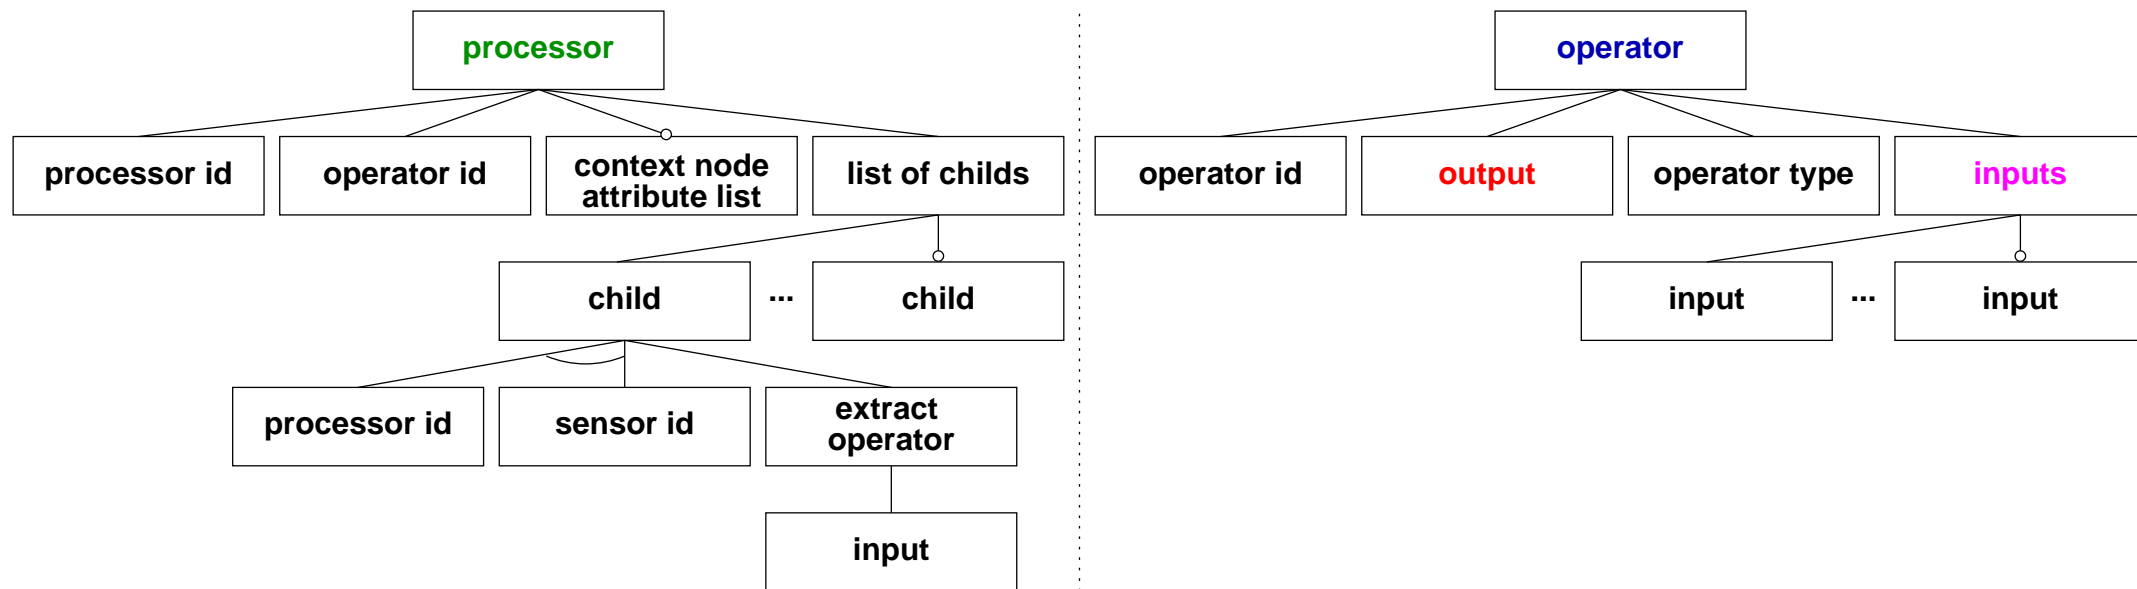 processor
operator
processor id
operator id
context node
attribute list
list of childs
operator id
output
operator type
inputs
child
...
child
input
...
input
processor id
sensor id
extract
operator
input